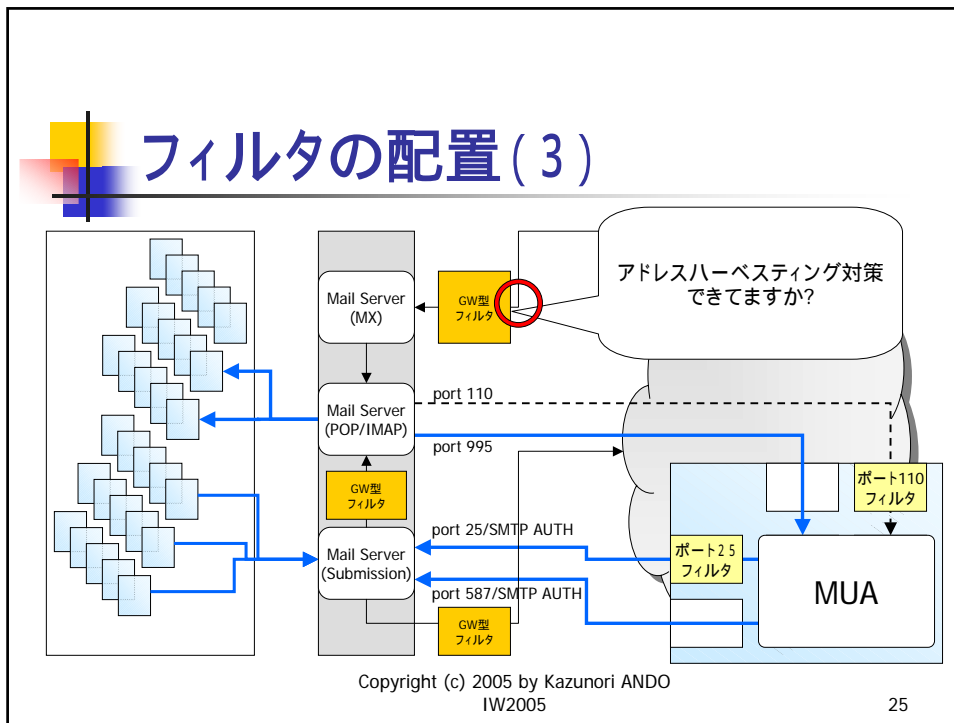 フィルタの配置(3)
アドレスハーベスティング対策
できてますか?
Mail Server
(MX)
GW型
フィルタ
Mail Server
(POP/IMAP)
port 110
port 995
GW型
フィルタ
ポート110
フィルタ
Mail Server
(Submission)
port 25/SMTP AUTH
ポート25
フィルタ
port 587/SMTP AUTH
MUA
GW型
フィルタ
Copyright (c) 2005 by Kazunori ANDO
IW2005
25